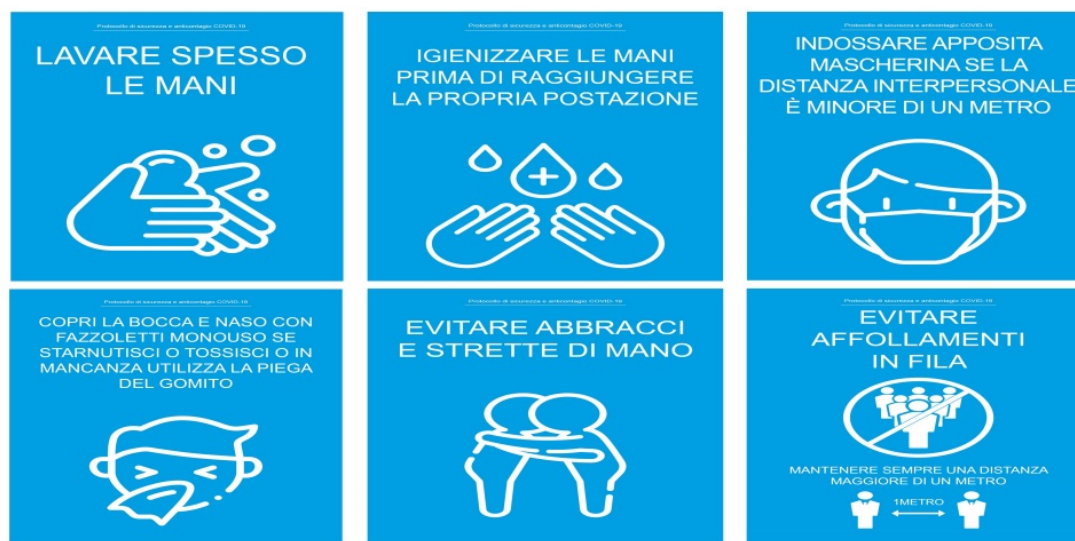 Protocollo di sicurezza e anticontagio COVID-19
LAVARE SPESSO
LE MANI
Protocollo di sicurezza e anticontagio COVID-19
IGIENIZZARE LE MANI
PRIMA DI RAGGIUNGERE
LA PROPRIA POSTAZIONE
Protocollo di sicurezza e anticontagio COVID-19
INDOSSARE APPOSITA
MASCHERINA SE LA
DISTANZA INTERPERSONALE
È MINORE DI UN METRO
Protocollo di sicurezza e anticontagio COVID-19
COPRI LA BOCCA E NASO CON
FAZZOLETTI MONOUSO SE
STARNUTISCI O TOSSISCI O IN
MANCANZA UTILIZZA LA PIEGA
DEL GOMITO
Protocollo di sicurezza e anticontagio COVID-19
EVITARE ABBRACCI
E STRETTE DI MANO
Protocollo di sicurezza e anticontagio COVID-19
EVITARE
AFFOLLAMENTI
IN FILA
MANTENERE SEMPRE UNA DISTANZA
MAGGIORE DI UN METRO
1METRO